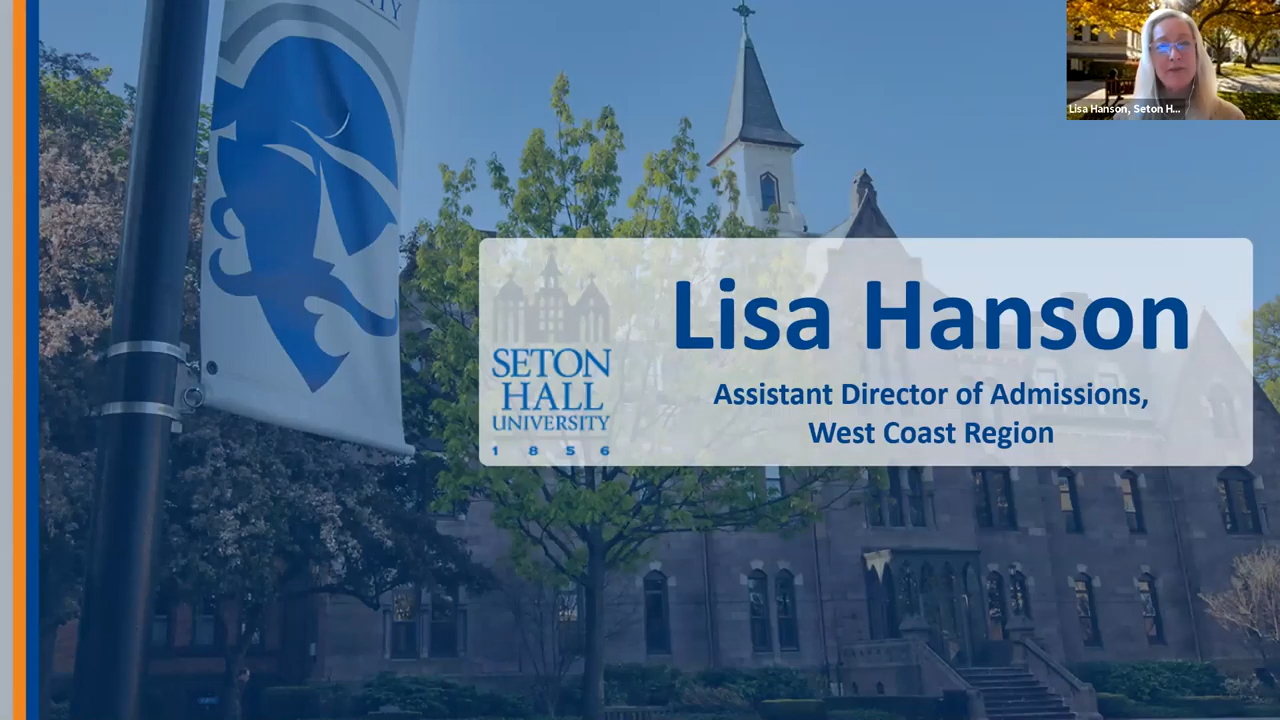 Lisa Hanson, Seton H...
Lisa Hanson
Assistant Director of Admissions,
West Coast Region
SETON
HALL
UNIVERSITY
1 8 5 6